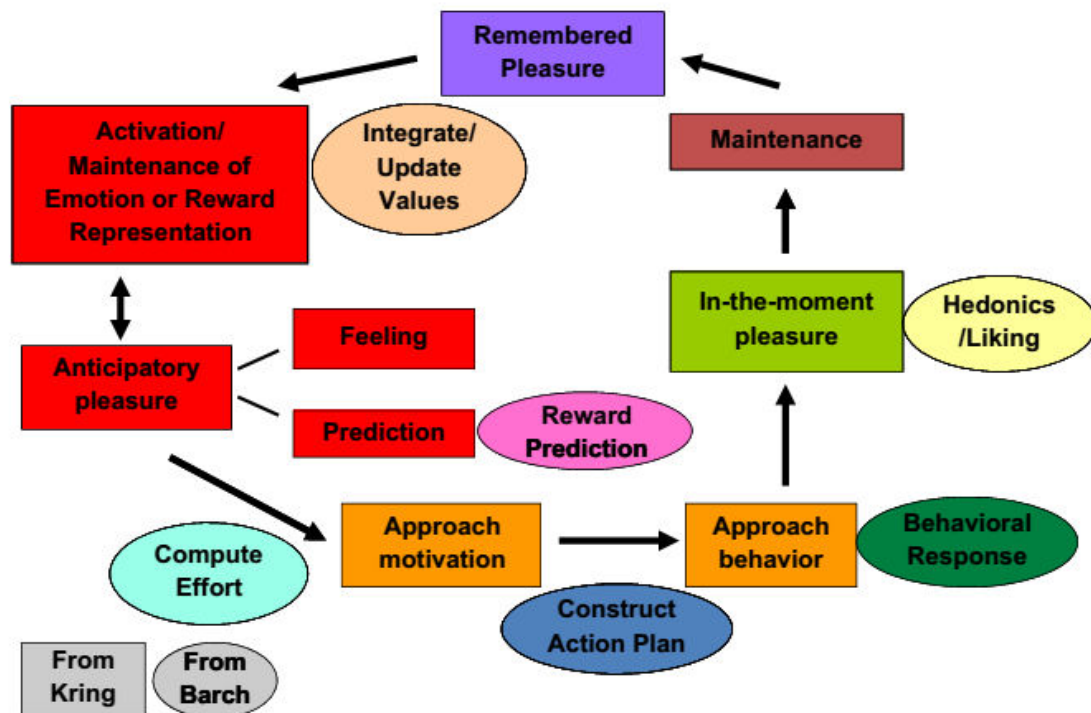 Remembered
Pleasure
Activation/
Maintenance of
Emotion or Reward
Representation
Integrate/
Update
Values
Maintenance
In-the-moment
pleasure
Hedonics
/Liking
Anticipatory
pleasure
Feeling
Prediction
Reward
Prediction
Compute
Effort
Approach
motivation
Construct
Action Plan
Approach
behavior
Behavioral
Response
From
Kring
From
Barch